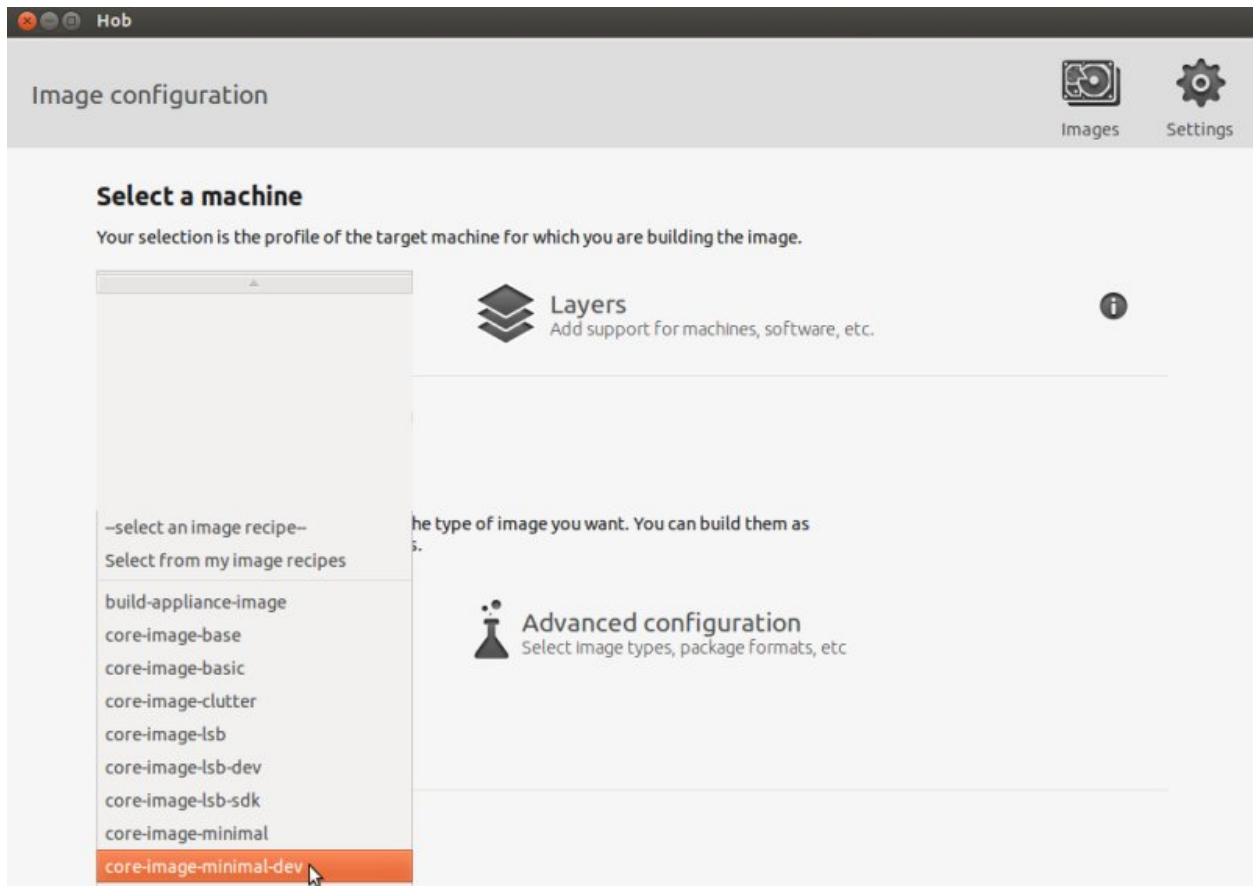 Hob
Image configuration
Images
Settings
Select a machine
Your selection is the profile of the target machine for which you are building the image.
Layers
Add support for machines, software, etc.
--select an image recipe--
he type of image you want. You can build them as
Select from my image recipes
s.
build-appliance-image
core-image-base
core-image-basic
core-image-clutter
core-image-lsb
core-image-lsb-dev
core-image-lsb-sdk
core-image-minimal
core-image-minimal-dev
Advanced configuration
Select image types, package formats, etc